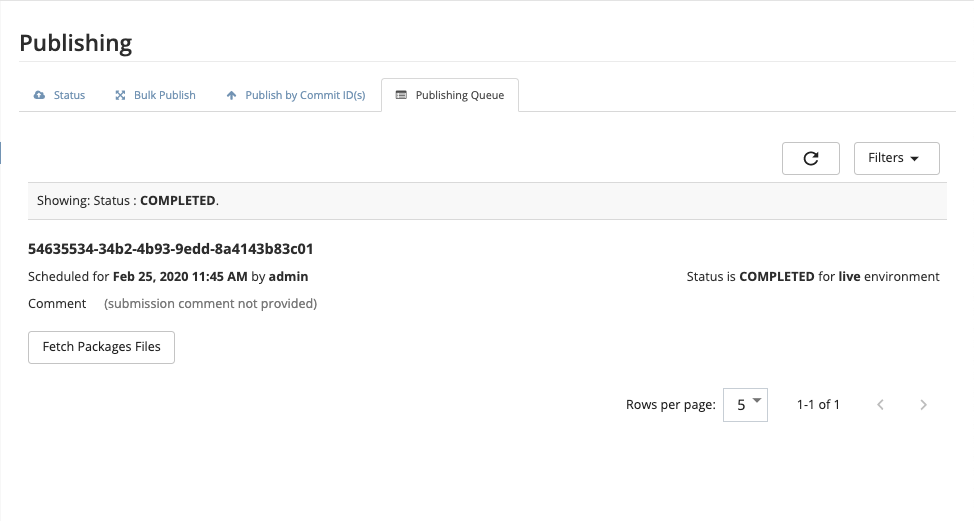 Publishing
Status Bulk Publish Publish by Commit ID(s) Publishing Queue
Filters
Showing: Status : COMPLETED.
54635534-34b2-4b93-9edd-8a4143b83c01
Scheduled for Feb 25, 2020 11:45 AM by admin Status is COMPLETED for live environment
Comment (submission comment not provided)
Fetch Packages Files
Rows per page: 5 1-1 of 1